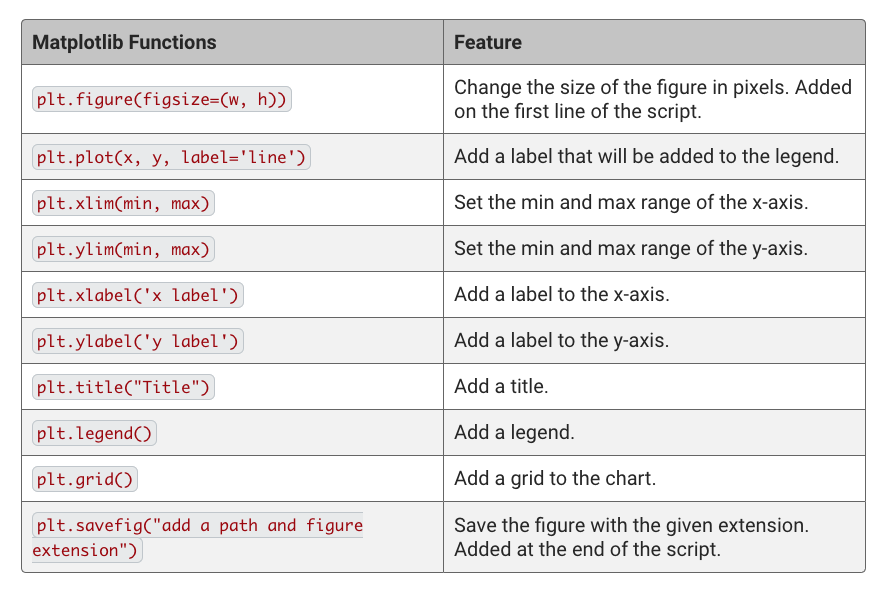 Matplotlib Functions
Feature
plt.figure(figsize=(w, h))
Change the size of the figure in pixels. Added
on the first line of the script.
plt.plot(x, y, label='line')
Add a label that will be added to the legend.
plt.xlim(min, max)
Set the min and max range of the x-axis.
plt.ylim(min, max)
Set the min and max range of the y-axis.
plt.xlabel('x label')
Add a label to the x-axis.
plt.ylabel('y label')
Add a label to the y-axis.
plt.title("Title")
Add a title.
plt.legend()
Add a legend.
plt.grid()
Add a grid to the chart.
plt.savefig("add a path and figure
extension")
Save the figure with the given extension.
Added at the end of the script.